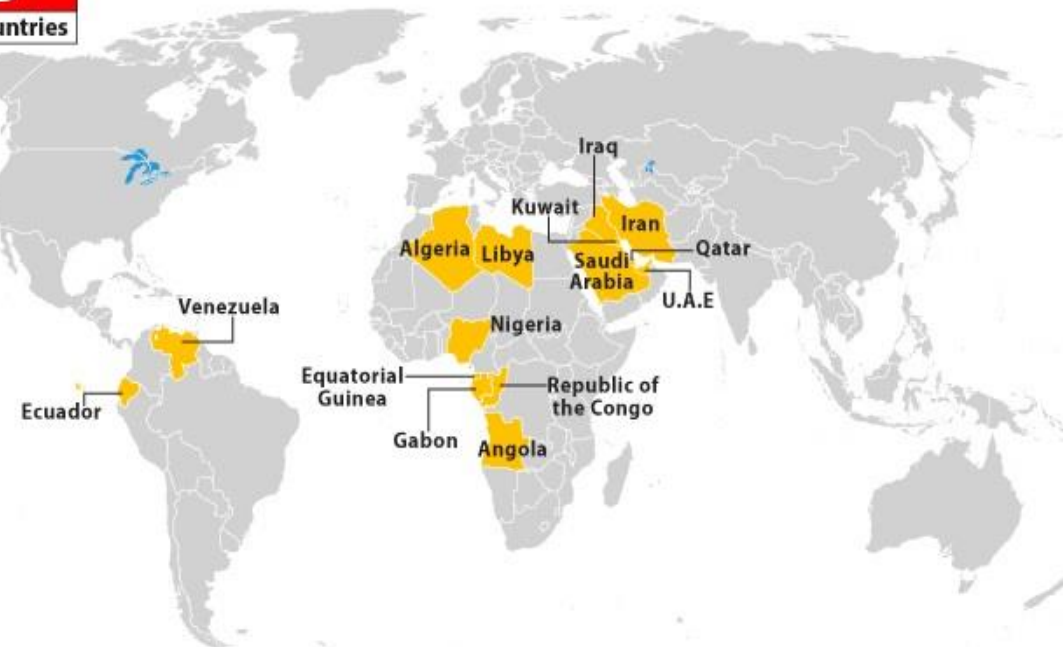 untries
Iraq
Kuwait
Iran
Algeria
Libya
Qatar
Saudi
Arabia
U.A.E
Venezuela
Nigeria
Equatorial
Guinea
Republic of
the Congo
Ecuador
Gabon
Angola